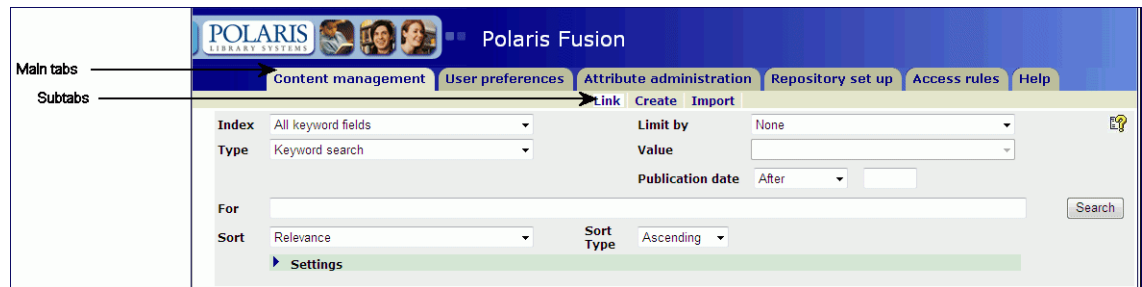 POLARIS
LIBRARY SYSTEMS
Polaris Fusion
Main tabs
Content management User preferences Attribute administration Repository set up Access rules Help
Subtabs
Link Create Import
Index All keyword fields Limit by None
Type Keyword search Value
Publication date After
For Search
Sort Relevance Sort Type Ascending
Settings